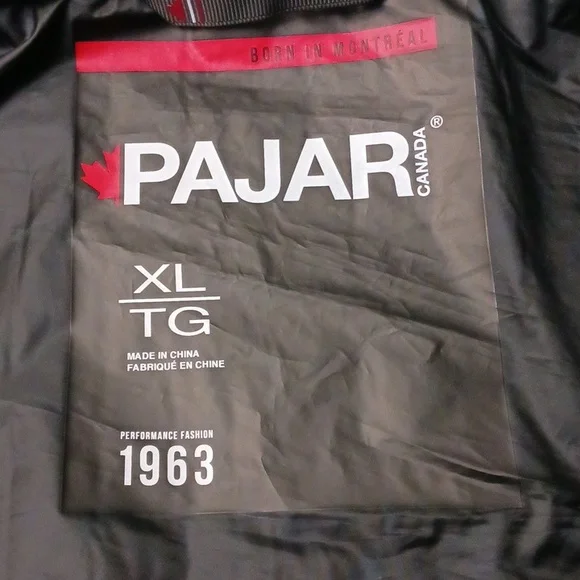 BORN IN MONTRÉAL
PAJAR CANADA®
XL
TG
MADE IN CHINA
FABRIQUÉ EN CHINE
PERFORMANCE FASHION
1963